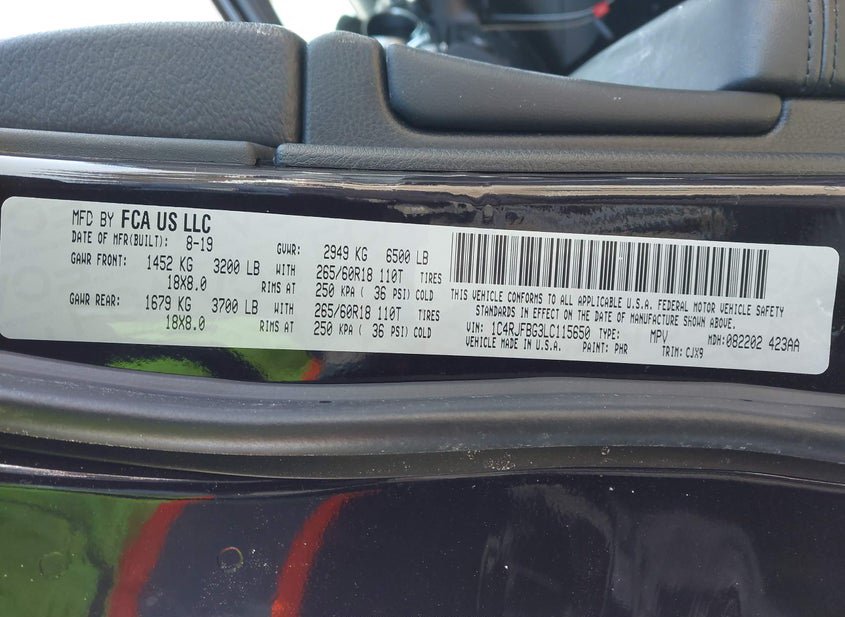 MFD BY FCA US LLC
DATE OF MFR(BUILT): 8-19 GVWR: 2949 KG 6500 LB
GAWR FRONT: 1452 KG 3200 LB WITH 265/60R18 110T TIRES
18X8.0 RIMS AT 250 KPA ( 36 PSI) COLD
GAWR REAR: 1679 KG 3700 LB WITH 265/60R18 110T TIRES
18X8.0 RIMS AT 250 KPA ( 36 PSI) COLD
THIS VEHICLE CONFORMS TO ALL APPLICABLE U.S.A. FEDERAL MOTOR VEHICLE SAFETY
STANDARDS IN EFFECT ON THE DATE OF MANUFACTURE SHOWN ABOVE.
VIN: 1C4RJFBG3LC115650 TYPE: MPV MDH: 082202 423AA
VEHICLE MADE IN U.S.A. PAINT: PHR TRIM: CJX9